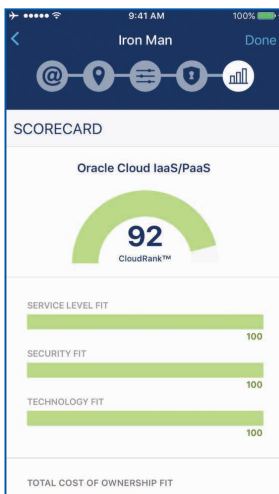 9:41 AM
100%
Iron Man
Done
@
SCORECARD
Oracle Cloud IaaS/PaaS
92
CloudRank™
SERVICE LEVEL FIT
100
SECURITY FIT
100
TECHNOLOGY FIT
100
TOTAL COST OF OWNERSHIP FIT